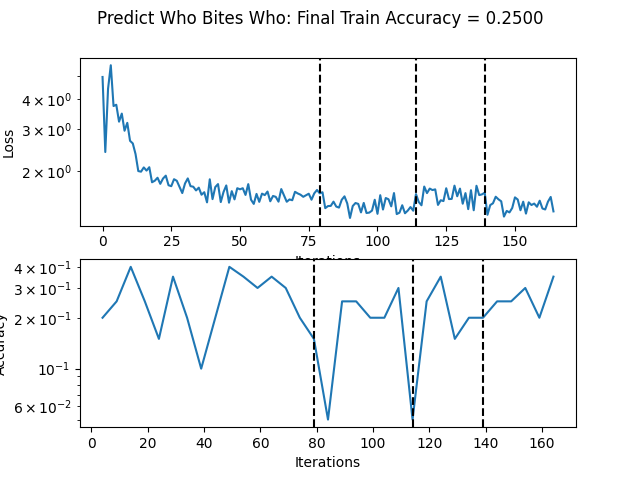 Predict Who Bites Who: Final Train Accuracy = 0.2500
Loss
4 × 10⁰
3 × 10⁰
2 × 10⁰
0 25 50 75 100 125 150
Iterations
Accuracy
4 × 10⁻¹
3 × 10⁻¹
2 × 10⁻¹
10⁻¹
6 × 10⁻²
0 20 40 60 80 100 120 140 160
Iterations